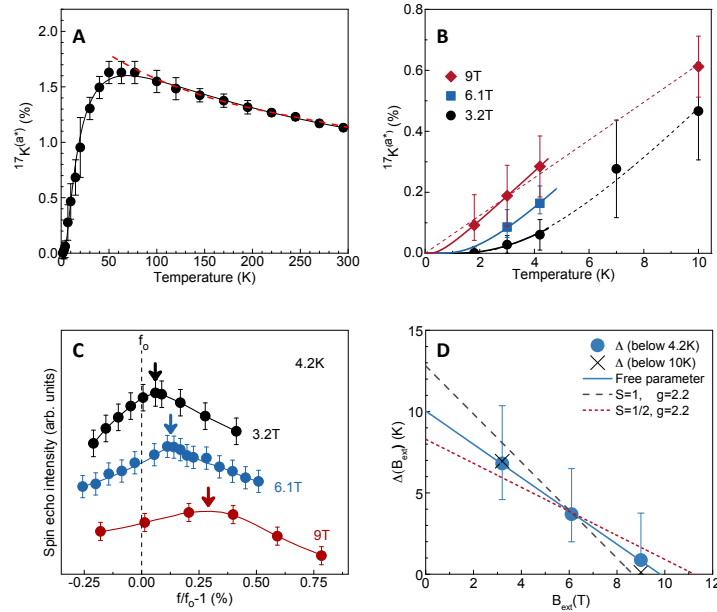 A
¹⁷K⁽ᵃ*⁾ (%)
2.0
1.5
1.0
0.5
0.0
0 50 100 150 200 250 300
Temperature (K)
B
9T
6.1T
3.2T
¹⁷K⁽ᵃ*⁾ (%)
0.6
0.4
0.2
0.0
0 2 4 6 8 10
Temperature (K)
C
fₒ
4.2K
3.2T
6.1T
9T
Spin echo intensity (arb. units)
-0.25 0.00 0.25 0.50 0.75
f/fₒ-1 (%)
D
Δ (below 4.2K)
Δ (below 10K)
Free parameter
S=1, g=2.2
S=1/2, g=2.2
Δ(Bₑₓₜ) (K)
15
10
5
0
0 2 4 6 8 10 12
Bₑₓₜ(T)